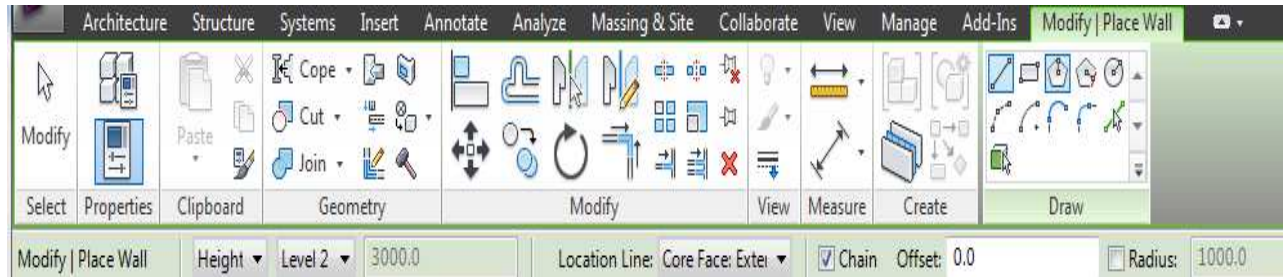 Architecture Structure Systems Insert Annotate Analyze Massing & Site Collaborate View Manage Add-Ins Modify | Place Wall
Cope
Cut
Modify Paste
Join
Select Properties Clipboard Geometry Modify View Measure Create Draw
Modify | Place Wall Height Level 2 3000.0 Location Line: Core Face: Exter Chain Offset: 0.0 Radius: 1000.0